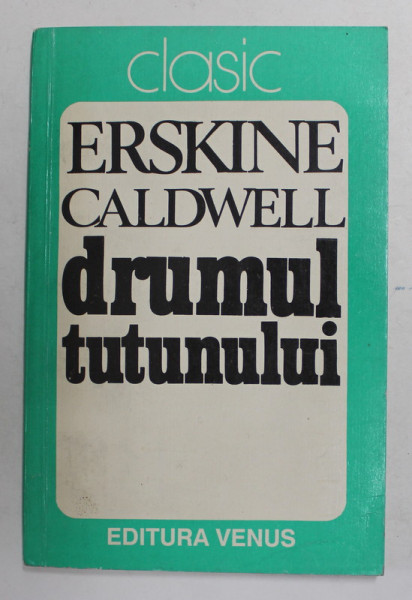 clasic
ERSKINE
CALDWELL
drumul
tutunului
EDITURA VENUS